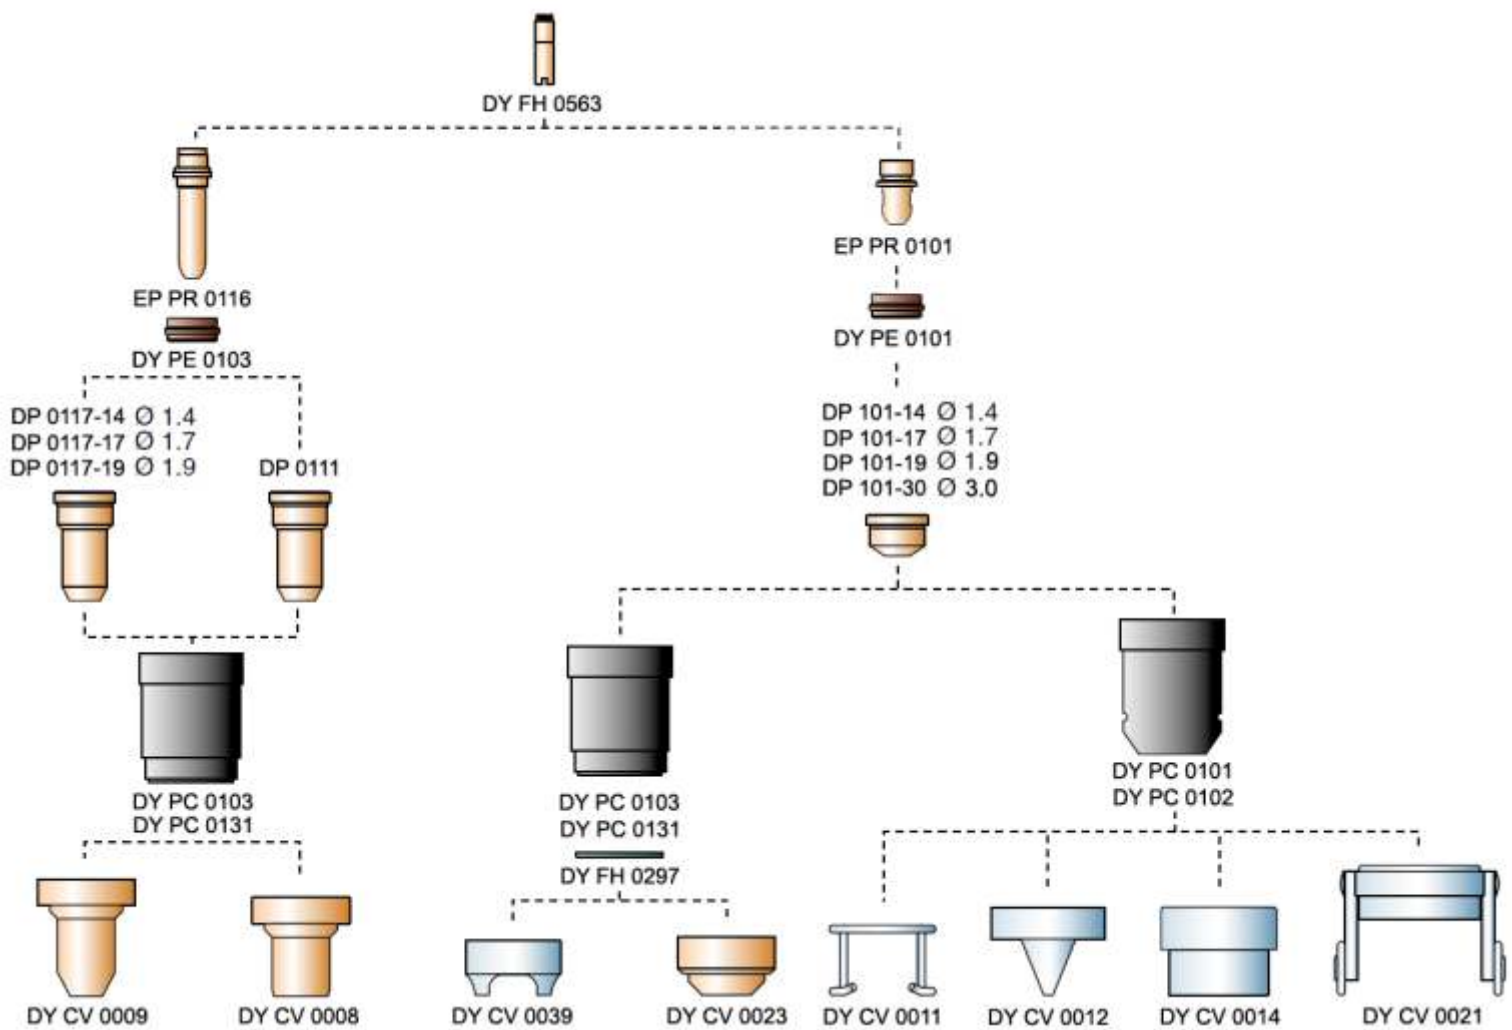 DY FH 0563
EP PR 0116
DY PE 0103
DP 0117-14 Ø 1.4
DP 0117-17 Ø 1.7
DP 0117-19 Ø 1.9
DP 0111
DY PC 0103
DY PC 0131
DY CV 0009
DY CV 0008
EP PR 0101
DY PE 0101
DP 101-14 Ø 1.4
DP 101-17 Ø 1.7
DP 101-19 Ø 1.9
DP 101-30 Ø 3.0
DY PC 0103
DY PC 0131
DY FH 0297
DY CV 0039
DY CV 0023
DY PC 0101
DY PC 0102
DY CV 0011
DY CV 0012
DY CV 0014
DY CV 0021